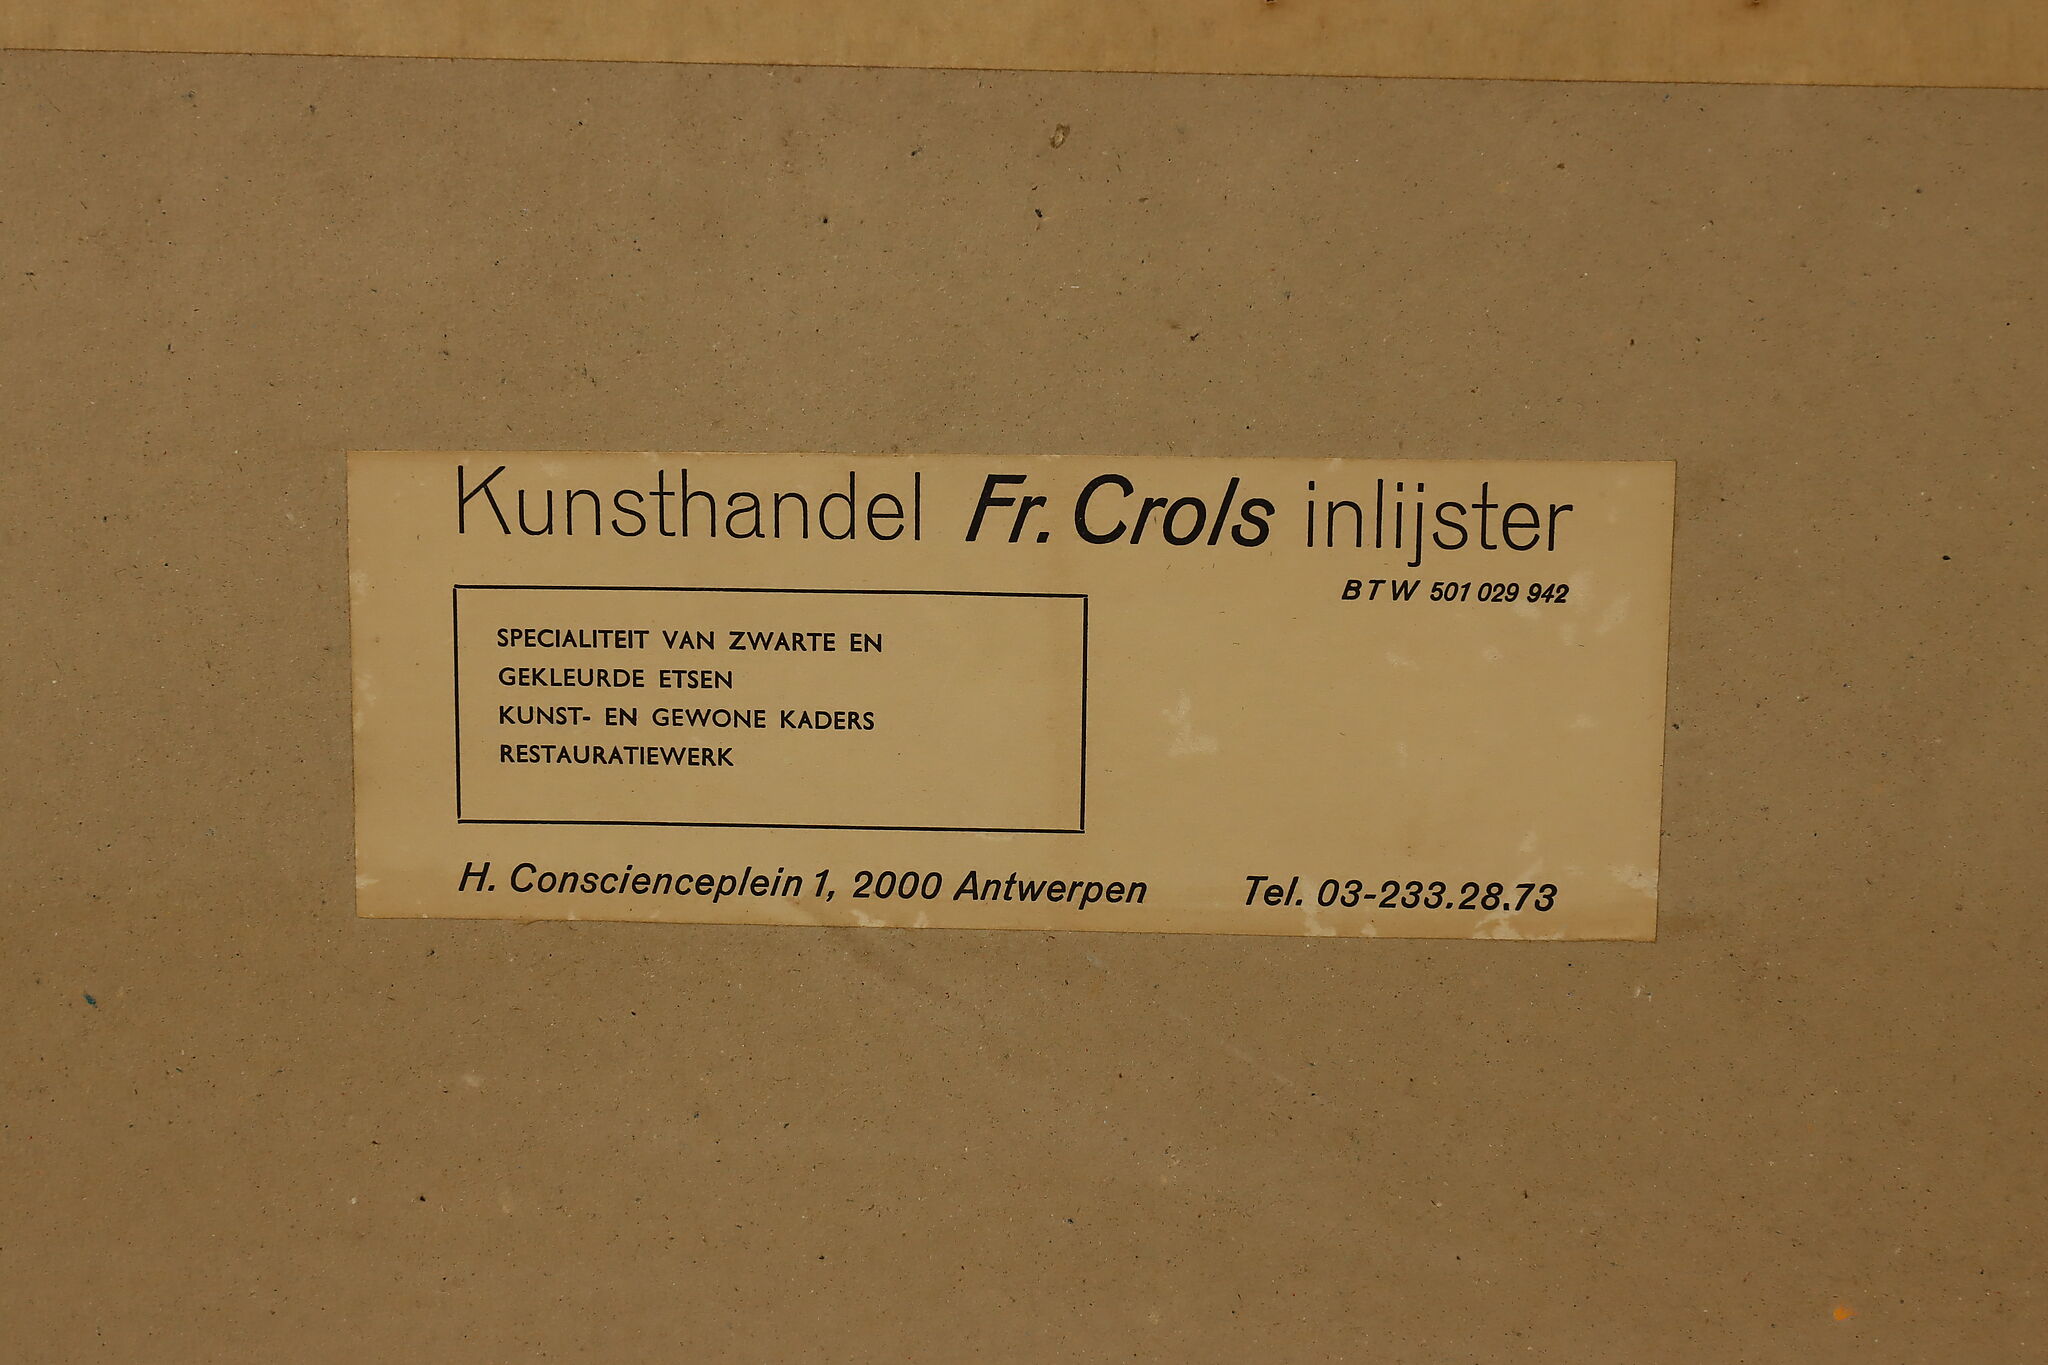 Kunsthandel Fr. Crols inlijster
BTW 501 029 942
SPECIALITEIT VAN ZWARTE EN
GEKLEURDE ETSEN
KUNST- EN GEWONE KADERS
RESTAURATIEWERK
H. Conscienceplein 1, 2000 Antwerpen Tel. 03-233.28.73